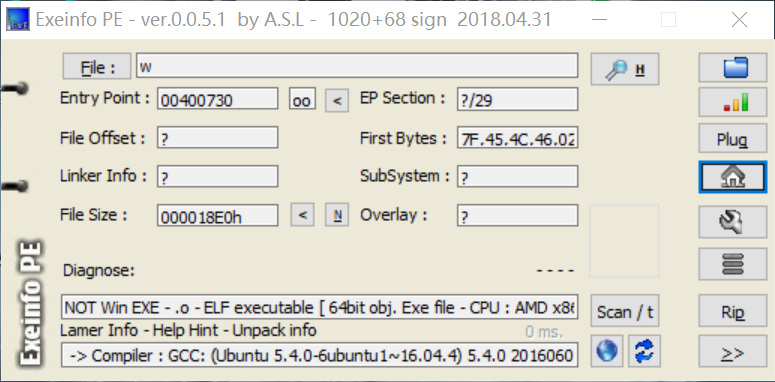 Exeinfo PE - ver.0.0.5.1 by A.S.L - 1020+68 sign 2018.04.31
File : w H
Entry Point : 00400730 oo < EP Section : ?/29
File Offset : ? First Bytes : 7F.45.4C.46.02 Plug
Linker Info : ? SubSystem : ?
File Size : 000018E0h < N Overlay : ?
Diagnose: - - - -
NOT Win EXE - .o - ELF executable [ 64bit obj. Exe file - CPU : AMD x86 Scan / t Rip
Lamer Info - Help Hint - Unpack info 0 ms.
-> Compiler : GCC: (Ubuntu 5.4.0-6ubuntu1~16.04.4) 5.4.0 2016060 >>
Exeinfo PE